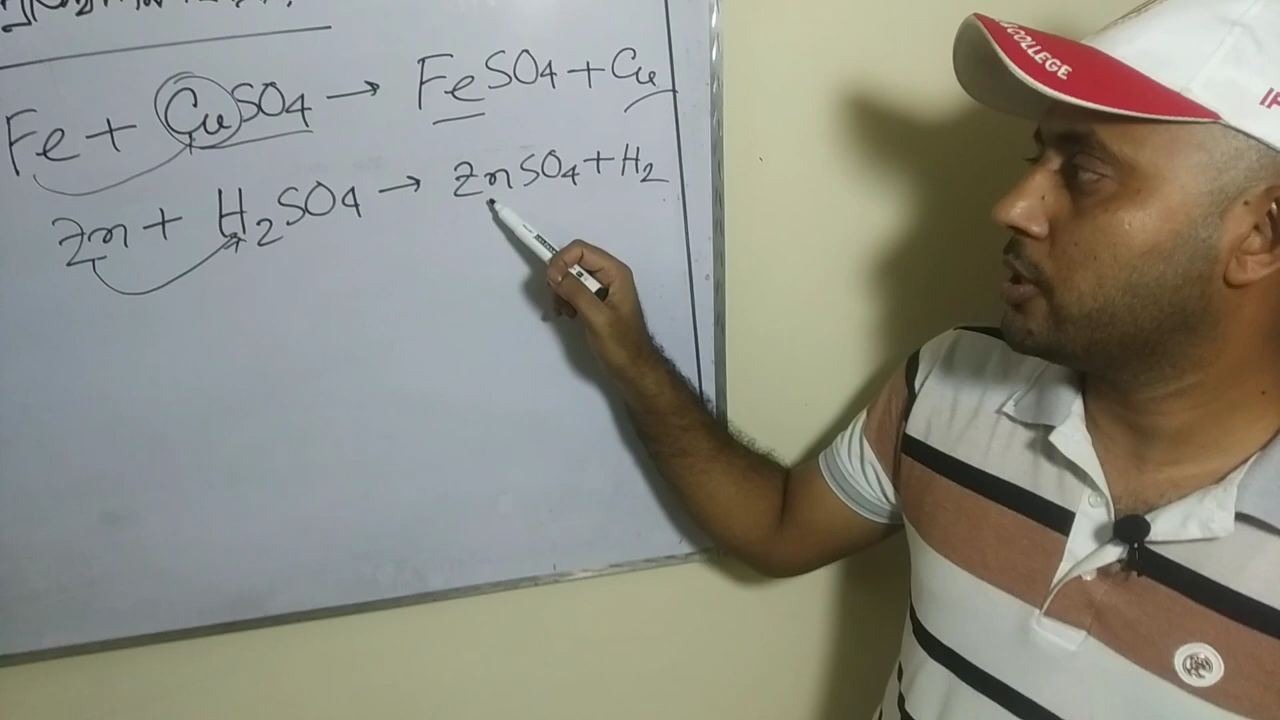 Fe + CuSO4 → FeSO4 + Cu
Zn + H2SO4 → ZnSO4 + H2
COLLEGE